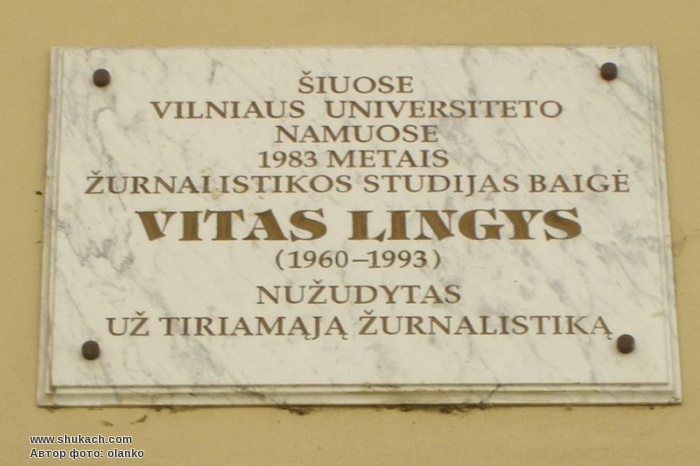 ŠIUOSE
VILNIAUS UNIVERSITETO
NAMUOSE
1983 METAIS
ŽURNALISTIKOS STUDIJAS BAIGĖ
VITAS LINGYS
(1960–1993)
NUŽUDYTAS
UŽ TIRIAMĄJĄ ŽURNALISTIKĄ
www.shukach.com
Автор фото: olanko